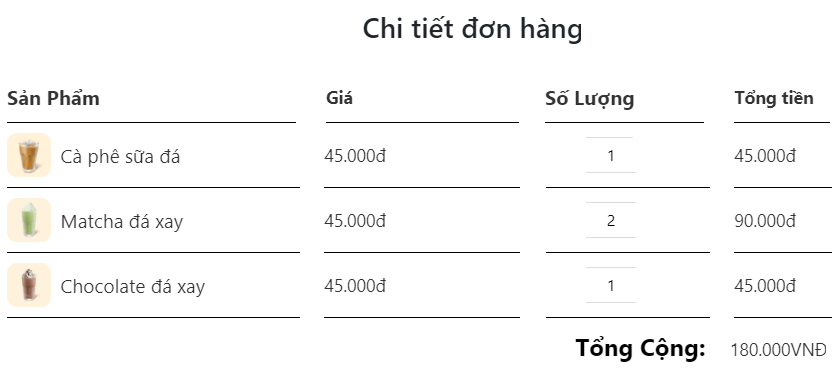 Chi tiết đơn hàng
Sản Phẩm Giá Số Lượng Tổng tiền
Cà phê sữa đá 45.000đ 1 45.000đ
Matcha đá xay 45.000đ 2 90.000đ
Chocolate đá xay 45.000đ 1 45.000đ
Tổng Cộng: 180.000VNĐ